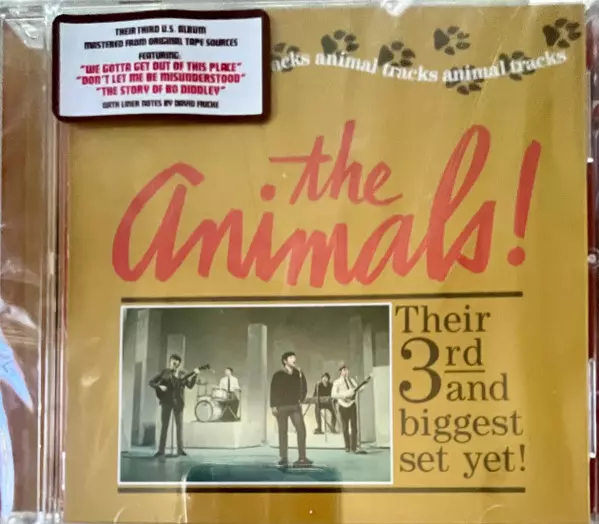 THEIR THIRD U.S. ALBUM
MASTERED FROM ORIGINAL TAPE SOURCES
FEATURING:
"WE GOTTA GET OUT OF THIS PLACE"
"DON'T LET ME BE MISUNDERSTOOD"
"THE STORY OF BO DIDDLEY"
WITH LINER NOTES BY DAVID FRICKE
acks animal tracks animal tracks
the
animals!
Their
3rd
and
biggest
set yet!